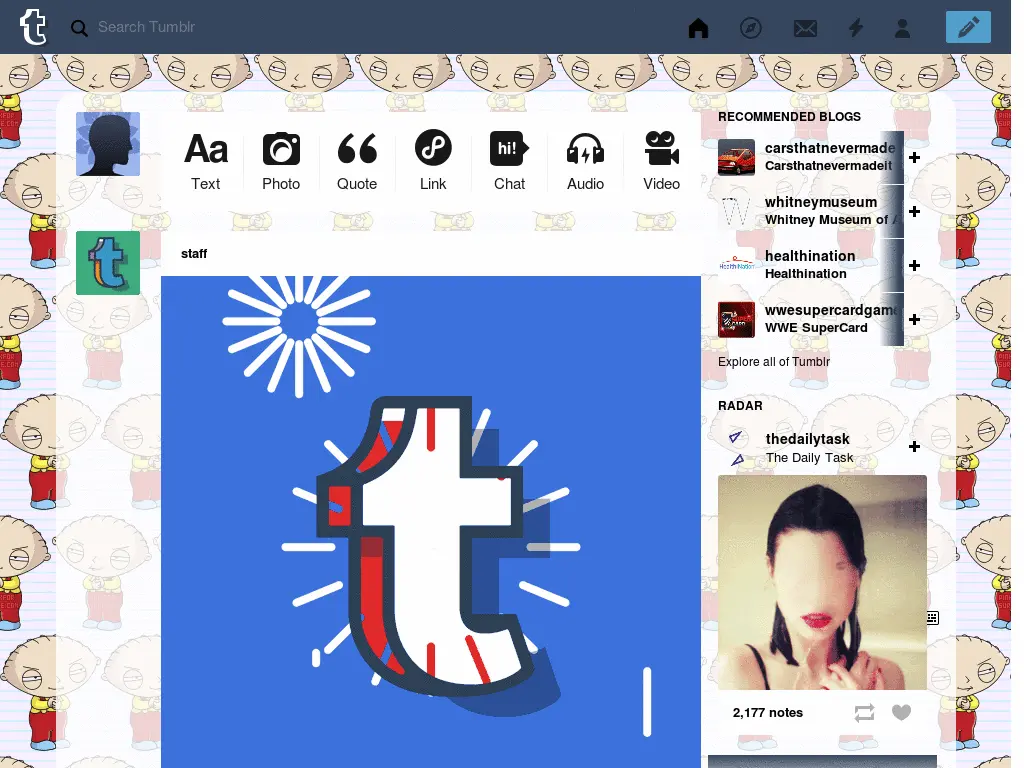 Search Tumblr
Aa
hi!
Text
Photo
Quote
Link
Chat
Audio
Video
staff
RECOMMENDED BLOGS
carsthatnevermade
Carsthatnevermadeit
whitneymuseum
Whitney Museum of
healthination
Healthination
wwesupercardgame
WWE SuperCard
Explore all of Tumblr
RADAR
thedailytask
The Daily Task
2,177 notes